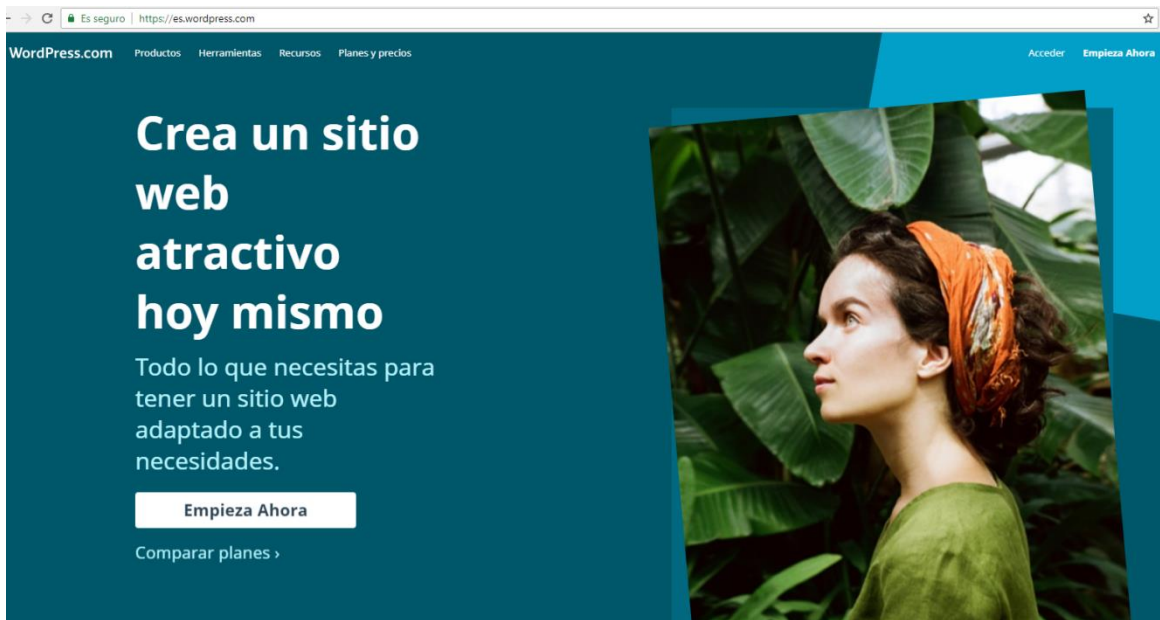 Es seguro | https://es.wordpress.com
WordPress.com Productos Herramientas Recursos Planes y precios Acceder Empieza Ahora
Crea un sitio
web
atractivo
hoy mismo
Todo lo que necesitas para
tener un sitio web
adaptado a tus
necesidades.
Empieza Ahora
Comparar planes ›